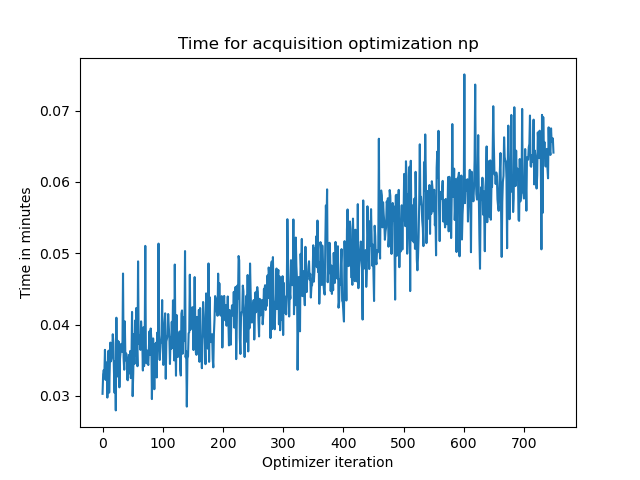 Time for acquisition optimization np
0.07
0.06
0.05
0.04
0.03
Time in minutes
0 100 200 300 400 500 600 700
Optimizer iteration